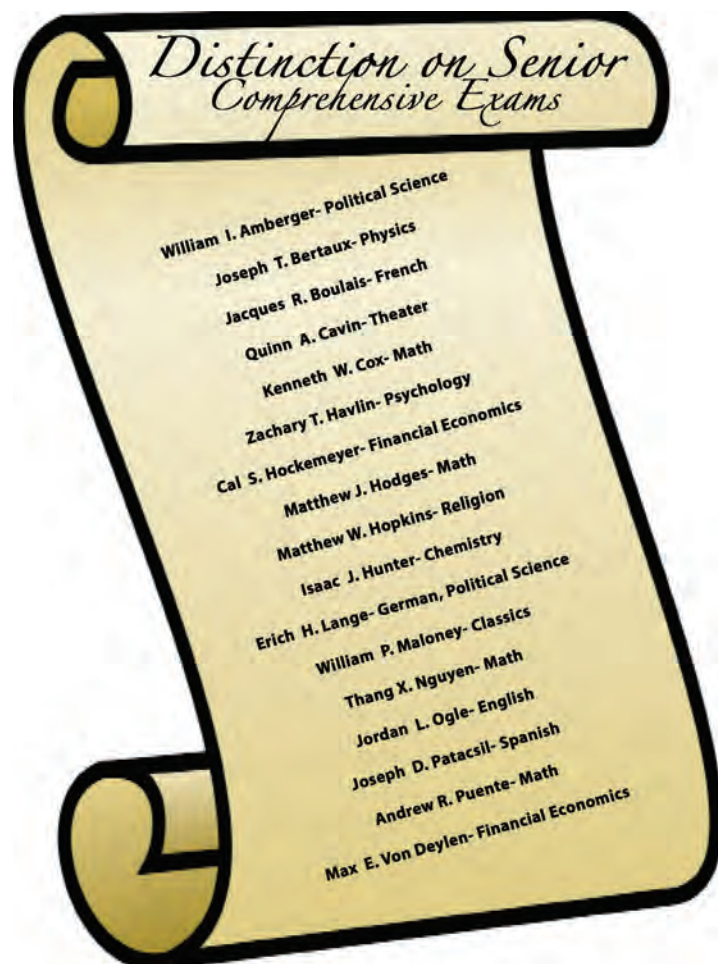 Distinction on Senior
Comprehensive Exams
William I. Amberger- Political Science
Joseph T. Bertaux- Physics
Jacques R. Boulais- French
Quinn A. Cavin- Theater
Kenneth W. Cox- Math
Zachary T. Havlin- Psychology
Cal S. Hockemeyer- Financial Economics
Matthew J. Hodges- Math
Matthew W. Hopkins- Religion
Isaac J. Hunter- Chemistry
Erich H. Lange- German, Political Science
William P. Maloney- Classics
Thang X. Nguyen- Math
Jordan L. Ogle- English
Joseph D. Patacsil- Spanish
Andrew R. Puente- Math
Max E. Von Deylen- Financial Economics